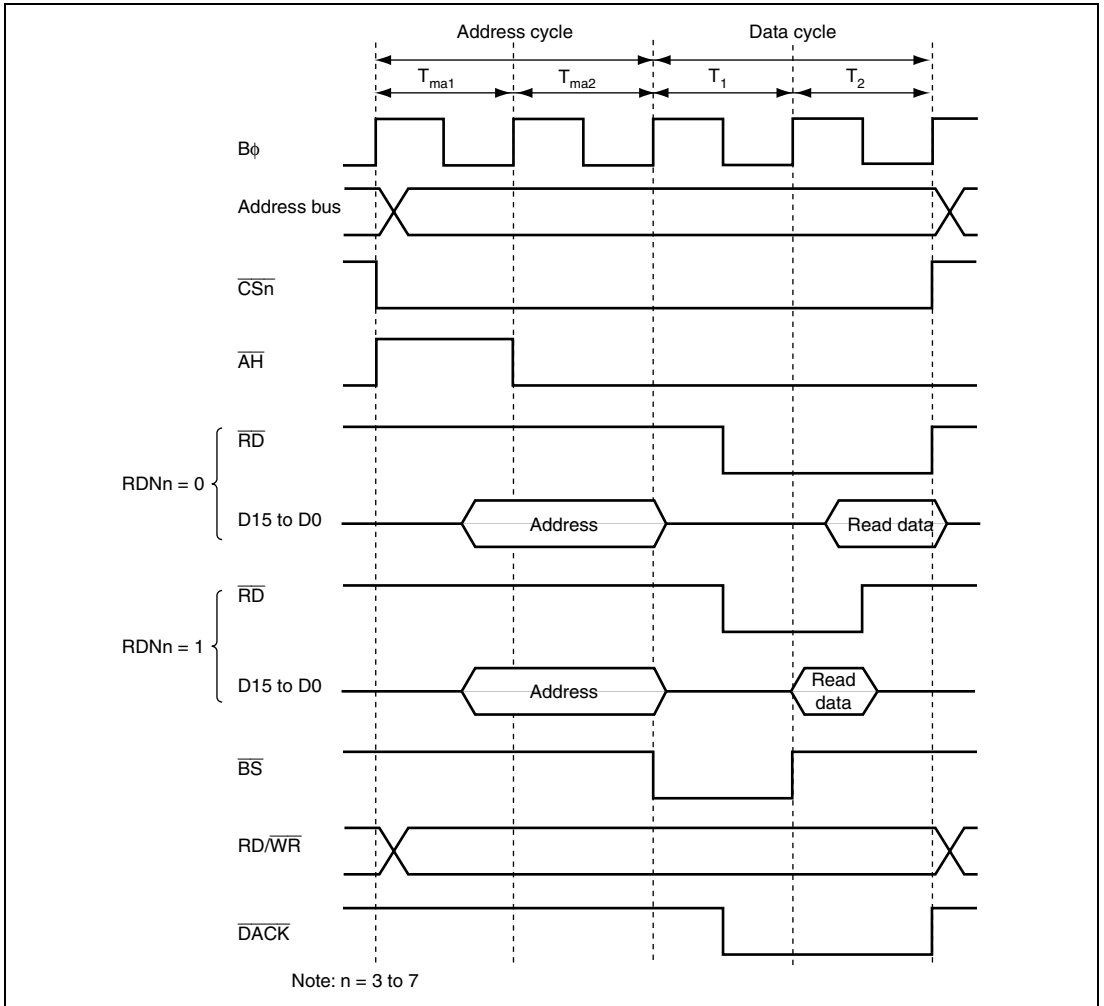 Address cycle Data cycle
Tma1 Tma2 T1 T2
Bϕ
Address bus
CSn
AH
RD
RDNn = 0
D15 to D0 Address Read data
RD
RDNn = 1
D15 to D0 Address Read data
BS
RD/WR
DACK
Note: n = 3 to 7